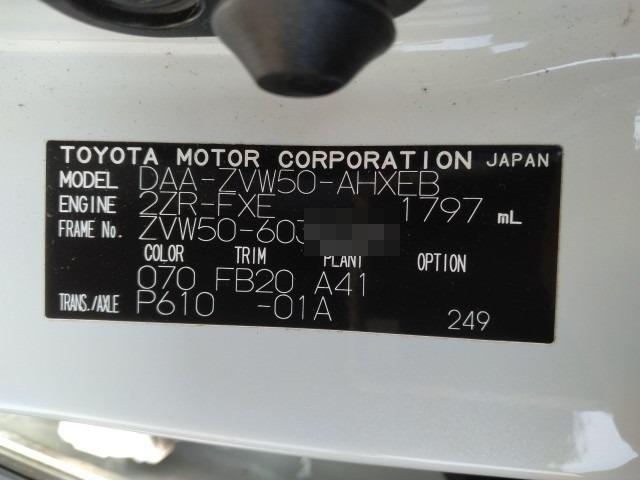 TOYOTA MOTOR CORPORATION JAPAN
MODEL DAA-ZVW50-AHXEB
ENGINE 2ZR-FXE 1797 mL
FRAME No. ZVW50-603
COLOR TRIM PLANT OPTION
070 FB20 A41
TRANS./AXLE P610 -01A 249